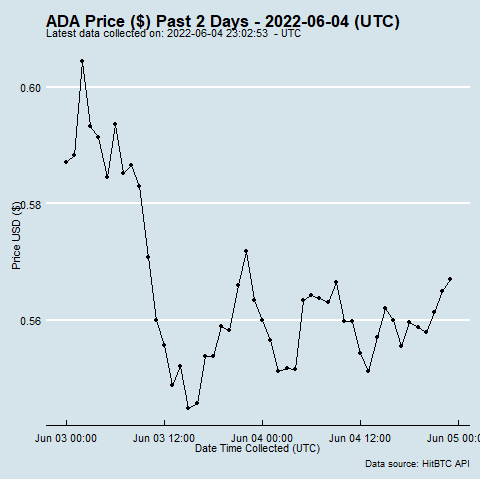 ADA Price ($) Past 2 Days - 2022-06-04 (UTC)
Latest data collected on: 2022-06-04 23:02:53 - UTC
0.60
0.58
0.56
Price USD ($)
Jun 03 00:00 Jun 03 12:00 Jun 04 00:00 Jun 04 12:00 Jun 05 00:0
Date Time Collected (UTC)
Data source: HitBTC API